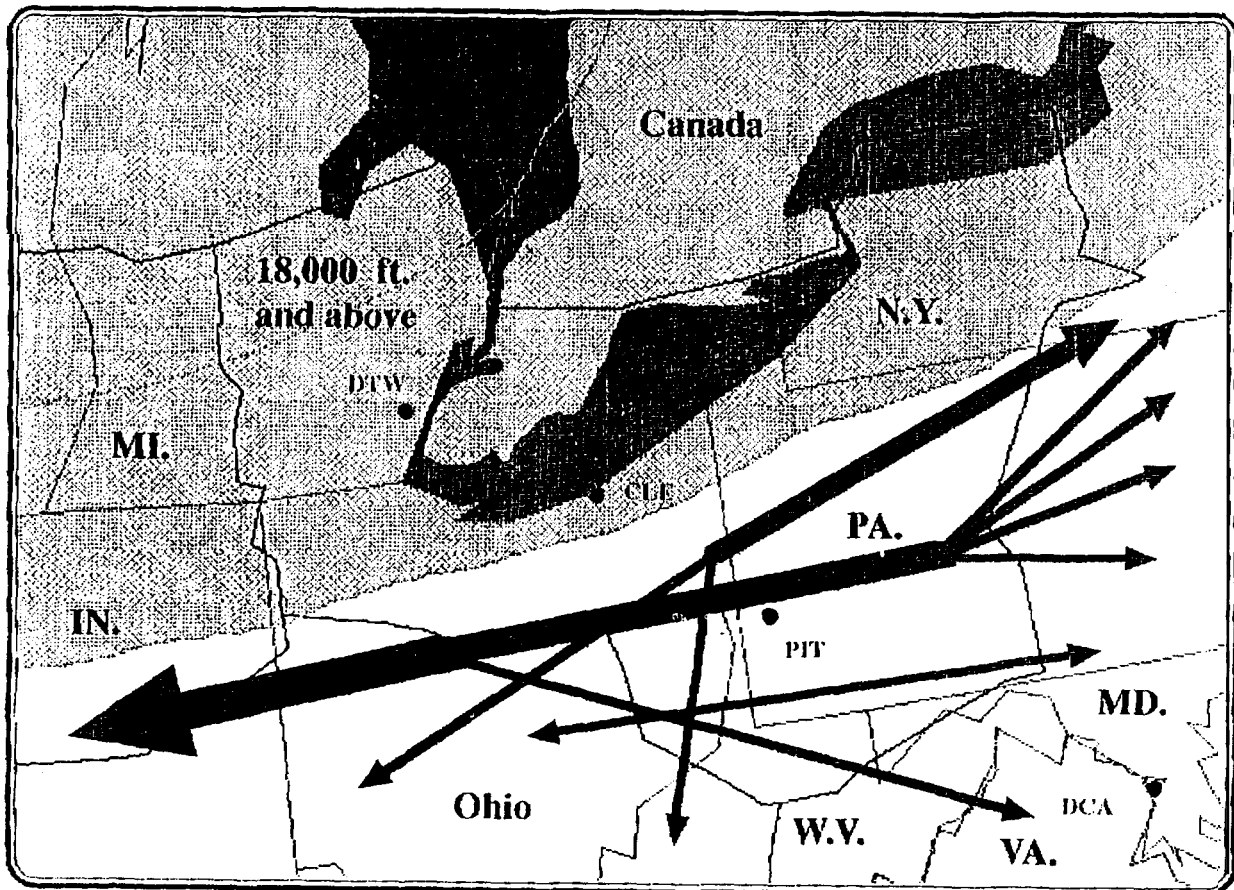 Canada
18,000 ft.
and above
N.Y.
DTW
MI.
CLE
PA.
IN.
PIT
MD.
Ohio
DCA
W.V.
VA.